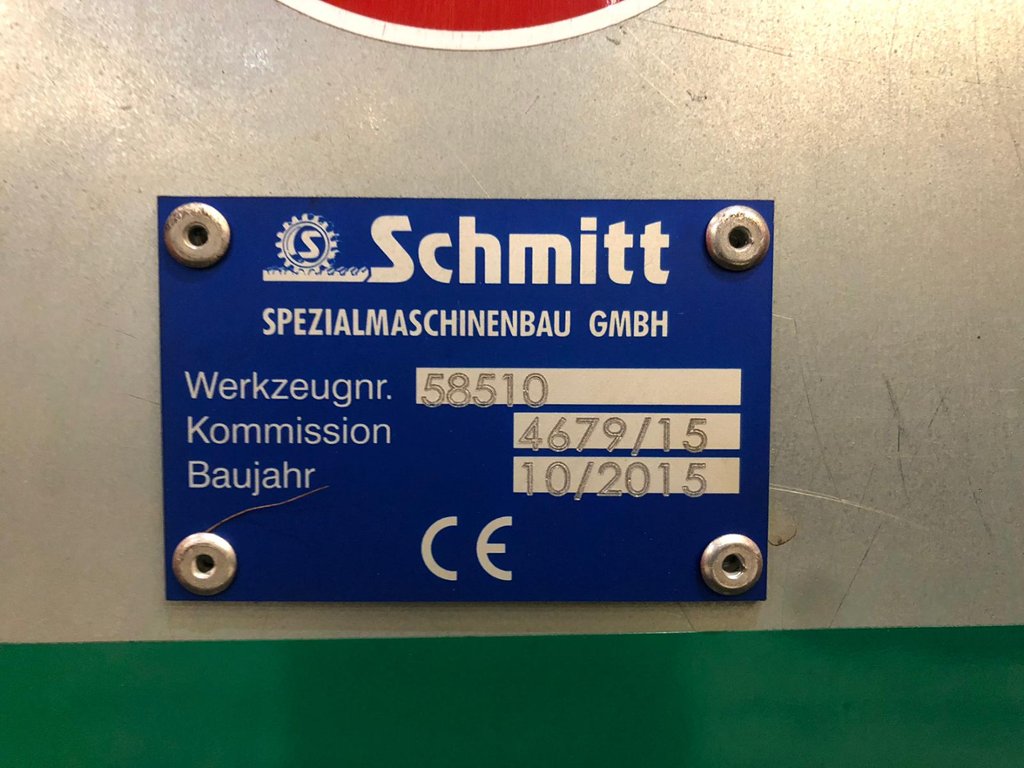 S Schmitt
SPEZIALMASCHINENBAU GMBH
Werkzeugnr. 58510
Kommission 4679/15
Baujahr 10/2015
CE